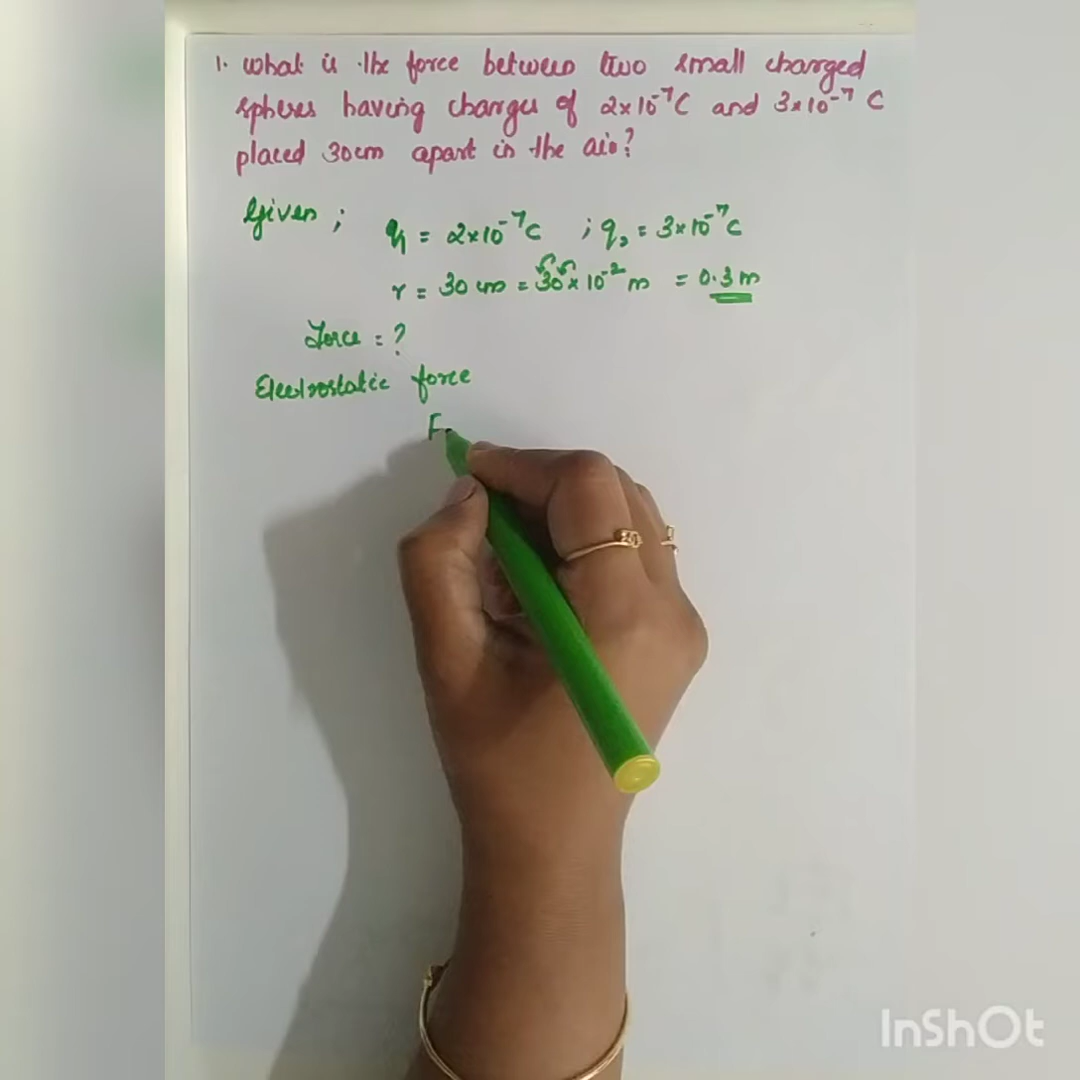 1. What is the force between two small charged
spheres having charges of 2×10⁻⁷C and 3×10⁻⁷ C
placed 30cm apart in the air?
Given ; q₁ = 2×10⁻⁷C ; q₂ = 3×10⁻⁷C
r = 30 cm = 30×10⁻² m = 0.3m
Force = ?
Electrostatic force
F
InShOt